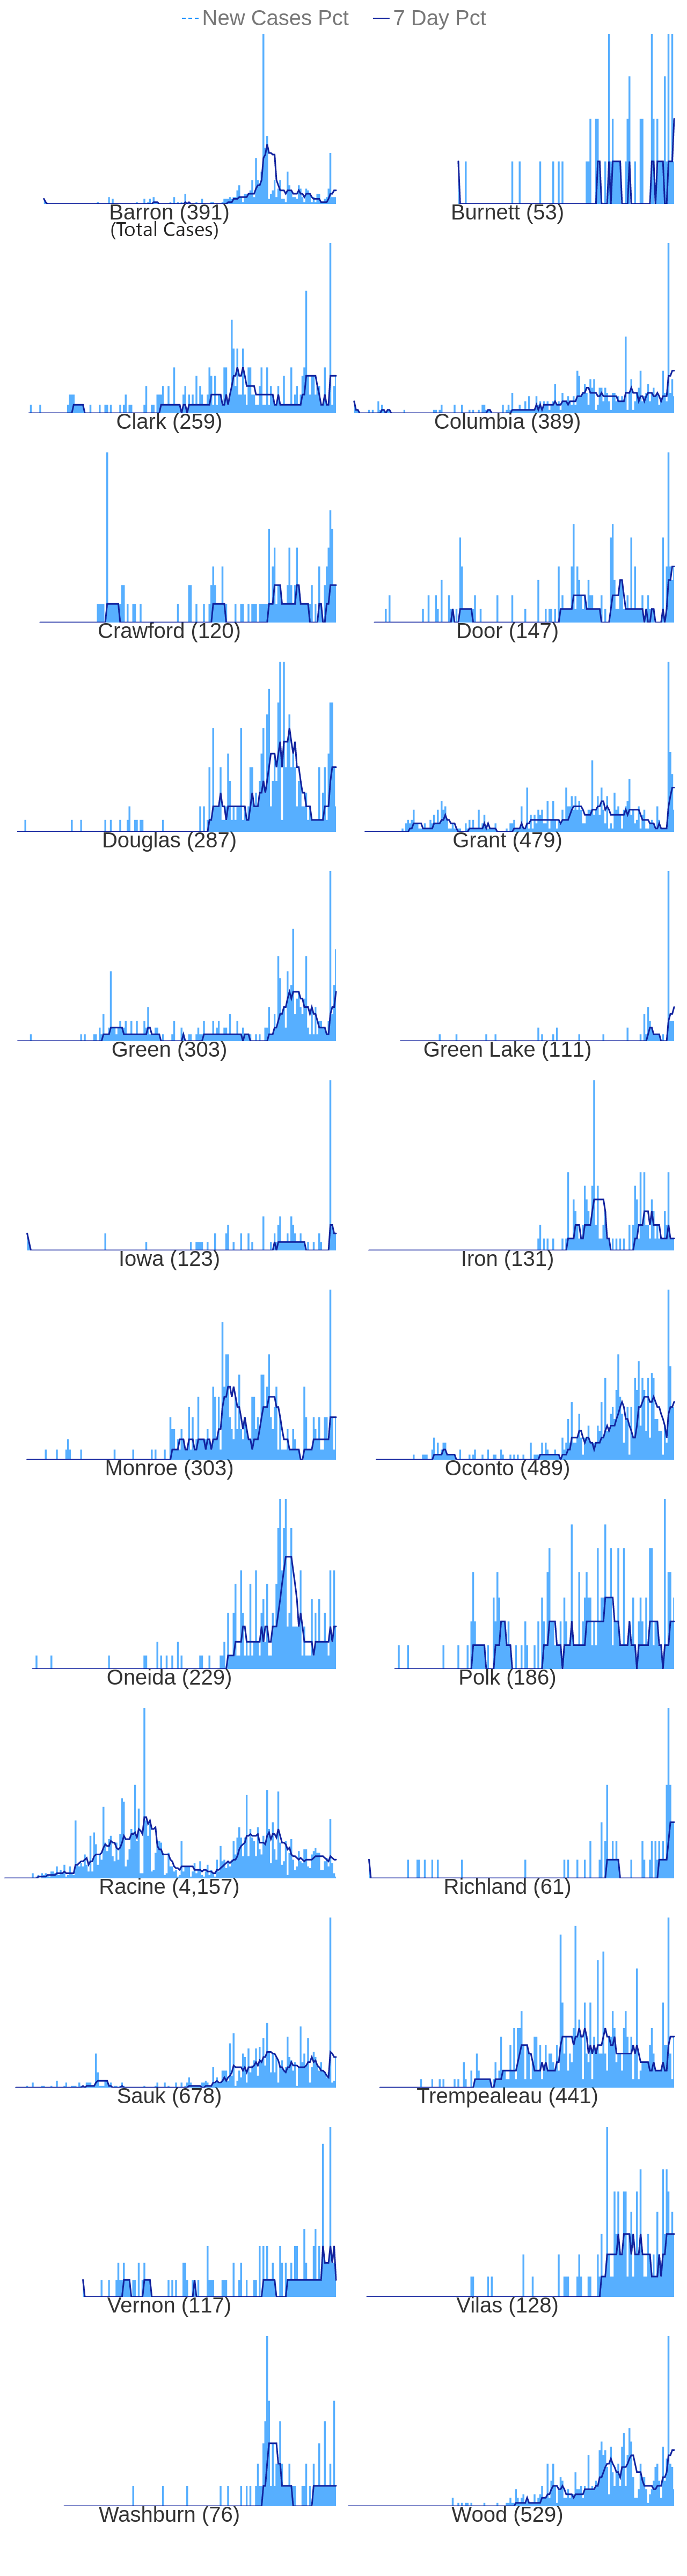 New Cases Pct 7 Day Pct
Barron (391) Burnett (53)
(Total Cases)
Clark (259) Columbia (389)
Crawford (120) Door (147)
Douglas (287) Grant (479)
Green (303) Green Lake (111)
Iowa (123) Iron (131)
Monroe (303) Oconto (489)
Oneida (229) Polk (186)
Racine (4,157) Richland (61)
Sauk (678) Trempealeau (441)
Vernon (117) Vilas (128)
Washburn (76) Wood (529)